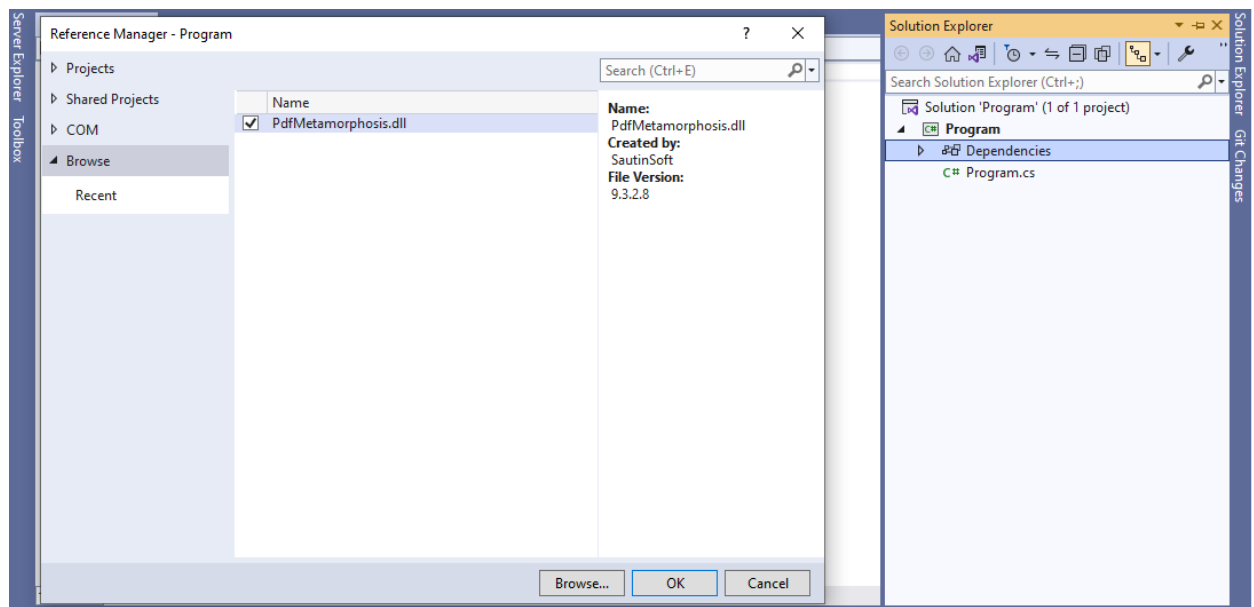 Server Explorer
Toolbox
Reference Manager - Program
?
Projects
Shared Projects
COM
Browse
Recent
Name
PdfMetamorphosis.dll
Search (Ctrl+E)
Name:
PdfMetamorphosis.dll
Created by:
SautinSoft
File Version:
9.3.2.8
Browse...
OK
Cancel
Solution Explorer
Search Solution Explorer (Ctrl+;)
Solution 'Program' (1 of 1 project)
C# Program
Dependencies
C# Program.cs
Solution Explorer
Git Changes